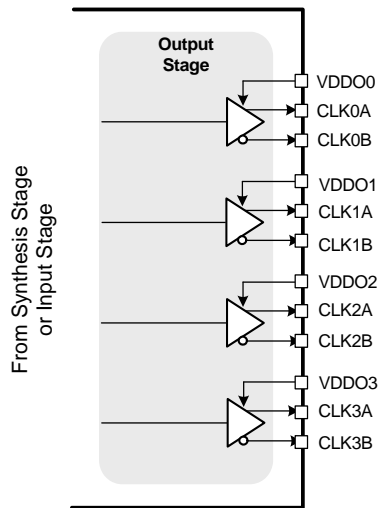 Output
Stage
From Synthesis Stage
or Input Stage
VDDO0
CLK0A
CLK0B
VDDO1
CLK1A
CLK1B
VDDO2
CLK2A
CLK2B
VDDO3
CLK3A
CLK3B